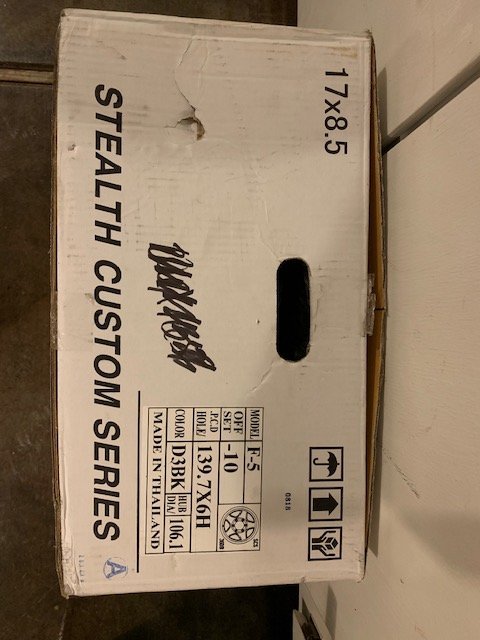 17x8.5
0818
MODEL F-5
OFF SET -10
P.C.D HOLE/ 139.7X6H
COLOR D3BK HUB DIA/ 106.1
MADE IN THAILAND
STEALTH CUSTOM SERIES
A